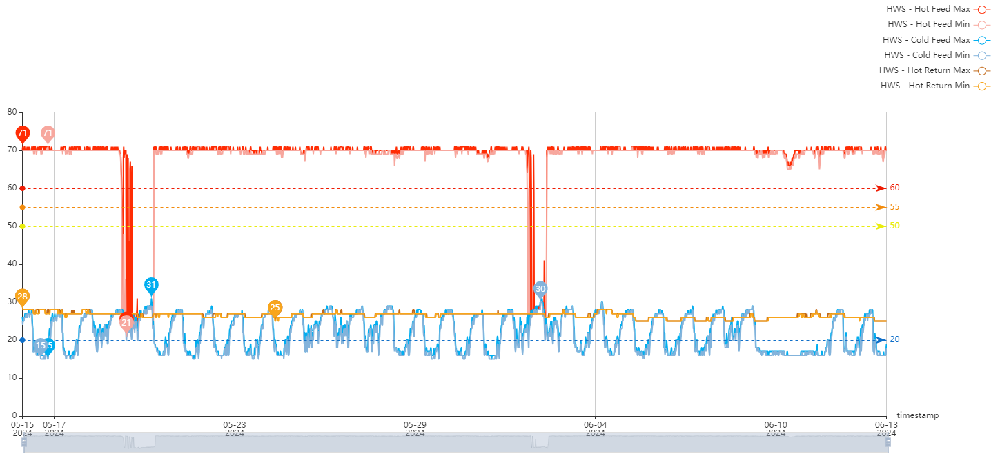 HWS - Hot Feed Max
HWS - Hot Feed Min
HWS - Cold Feed Max
HWS - Cold Feed Min
HWS - Hot Return Max
HWS - Hot Return Min
80
71
71
70
60
60
55
50
50
40
31
30
30
28
25
21
20
15
5
20
10
0
timestamp
05-15 05-17 05-23 05-29 06-04 06-10 06-13
2024 2024 2024 2024 2024 2024 2024